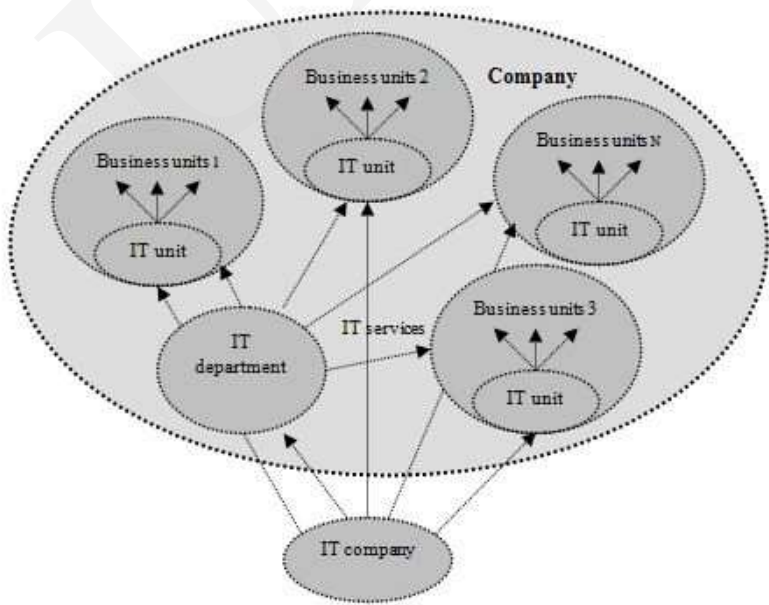 Business units 2
Company
IT unit
Business units 1
IT unit
Business units N
IT unit
IT services
Business units 3
IT unit
IT
department
IT company